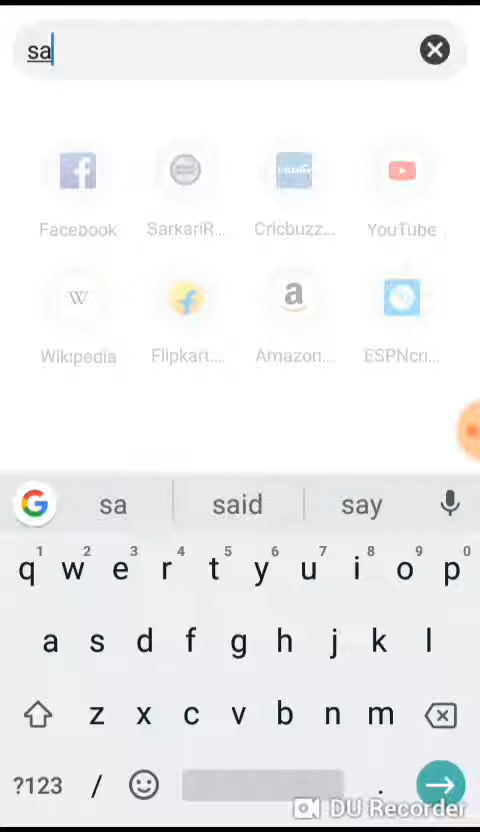 sa
Facebook SarkariR... Cricbuzz... YouTube
W
Wikipedia Flipkart.... Amazon... ESPNcri...
sa said say
1 2 3 4 5 6 7 8 9 0
q w e r t y u i o p
a s d f g h j k l
z x c v b n m
?123 / .
DU Recorder